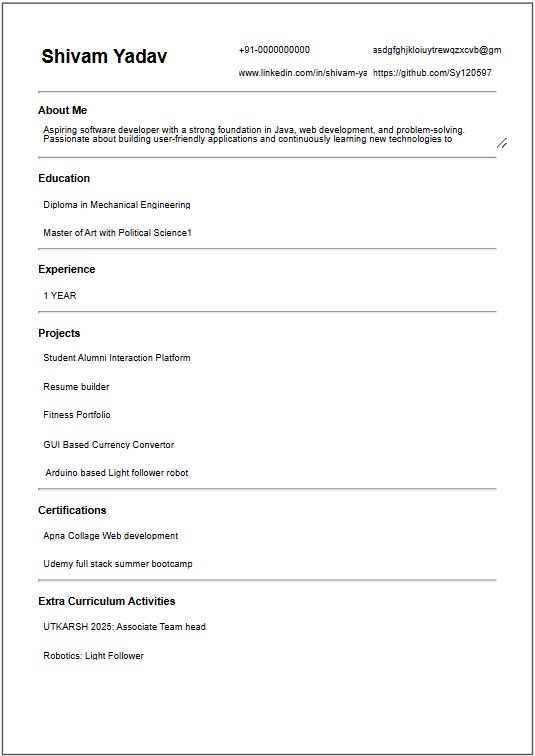 Shivam Yadav
+91-0000000000
asdgfghjkloiuytrewqzxcvb@gm
www.linkedin.com/in/shivam-ya
https://github.com/Sy120597
About Me
Aspiring software developer with a strong foundation in Java, web development, and problem-solving.
Passionate about building user-friendly applications and continuously learning new technologies to
Education
Diploma in Mechanical Engineering
Master of Art with Political Science1
Experience
1 YEAR
Projects
Student Alumni Interaction Platform
Resume builder
Fitness Portfolio
GUI Based Currency Convertor
Arduino based Light follower robot
Certifications
Apna Collage Web development
Udemy full stack summer bootcamp
Extra Curriculum Activities
UTKARSH 2025: Associate Team head
Robotics: Light Follower